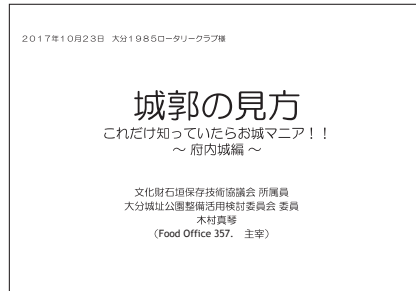 2017年10月23日 大分1985ロータリークラブ様
城郭の見方
これだけ知っていたらお城マニア！！
～ 府内城編 ～
文化財石垣保存技術協議会 所属員
大分城址公園整備活用検討委員会 委員
木村真琴
（Food Office 357. 主宰）